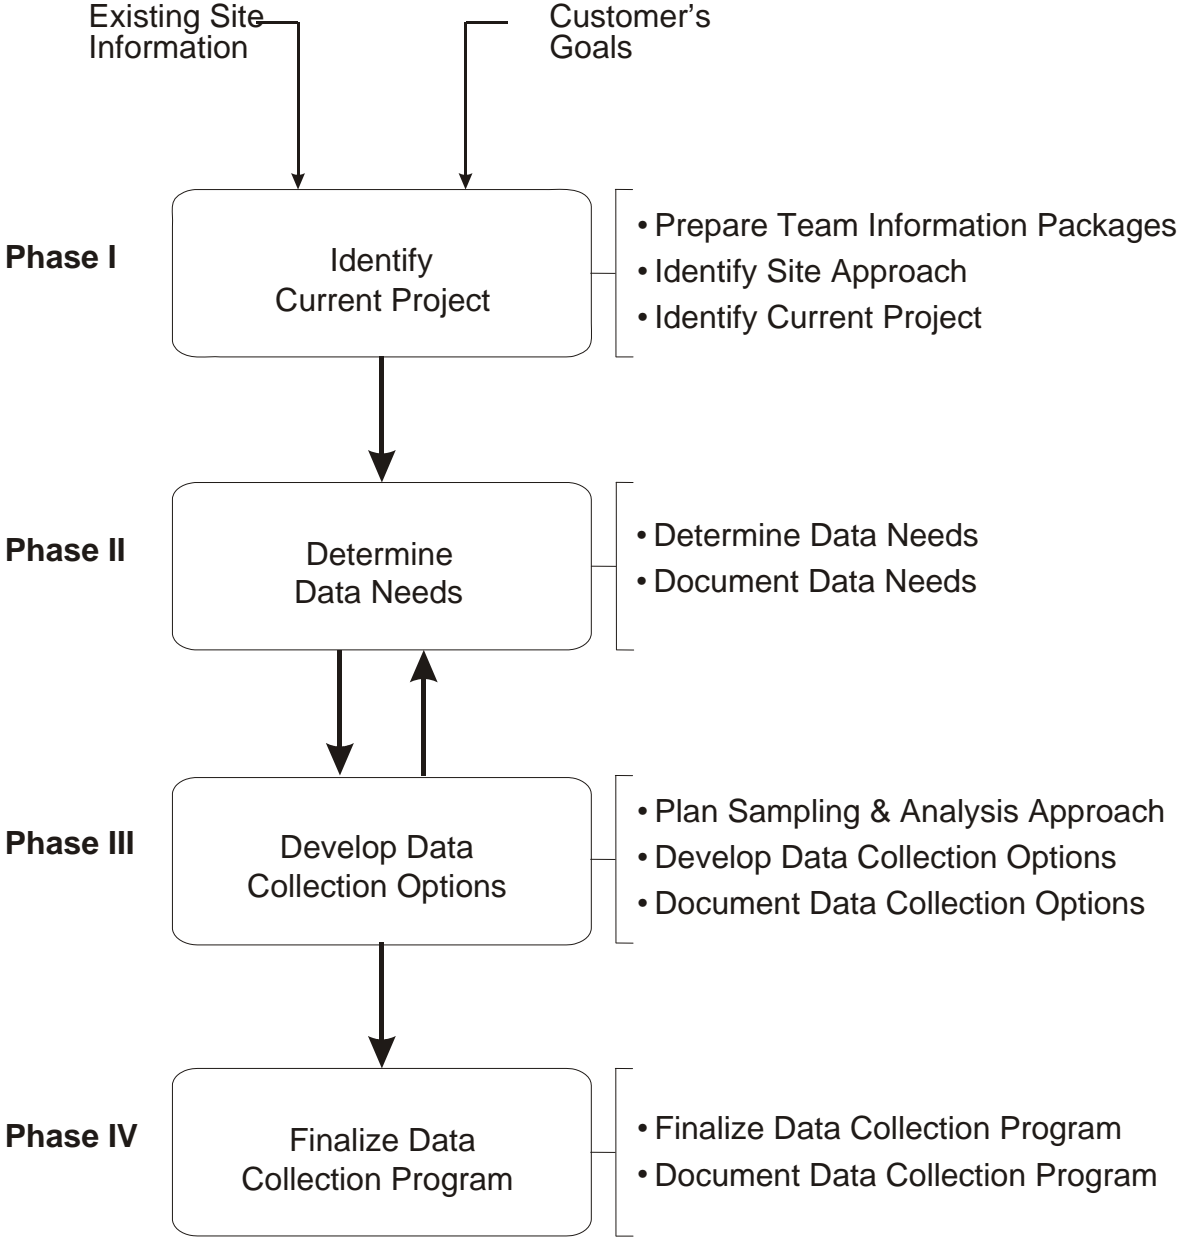 Existing Site
Information
Customer's
Goals
Phase I
Identify
Current Project
• Prepare Team Information Packages
• Identify Site Approach
• Identify Current Project
Phase II
Determine
Data Needs
• Determine Data Needs
• Document Data Needs
Phase III
Develop Data
Collection Options
• Plan Sampling & Analysis Approach
• Develop Data Collection Options
• Document Data Collection Options
Phase IV
Finalize Data
Collection Program
• Finalize Data Collection Program
• Document Data Collection Program